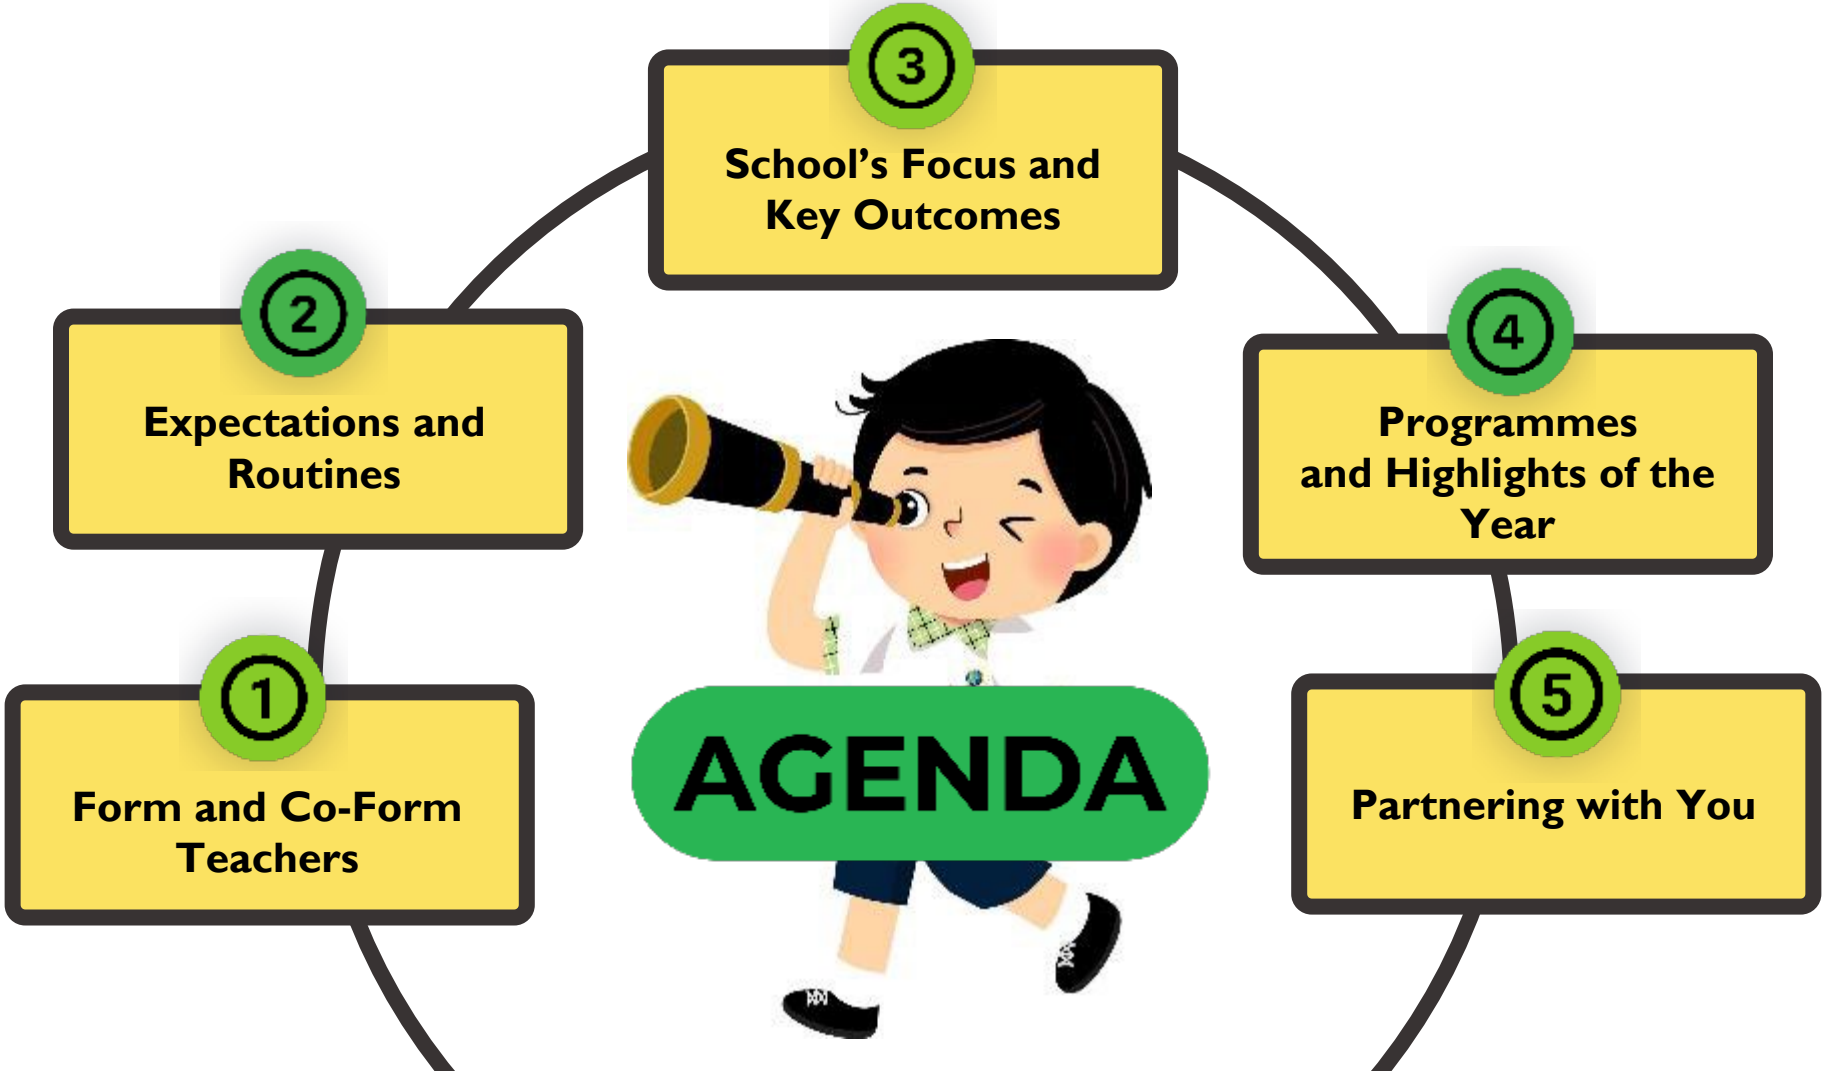 1
Form and Co-Form
Teachers
2
Expectations and
Routines
3
School’s Focus and
Key Outcomes
4
Programmes
and Highlights of the
Year
5
Partnering with You
AGENDA